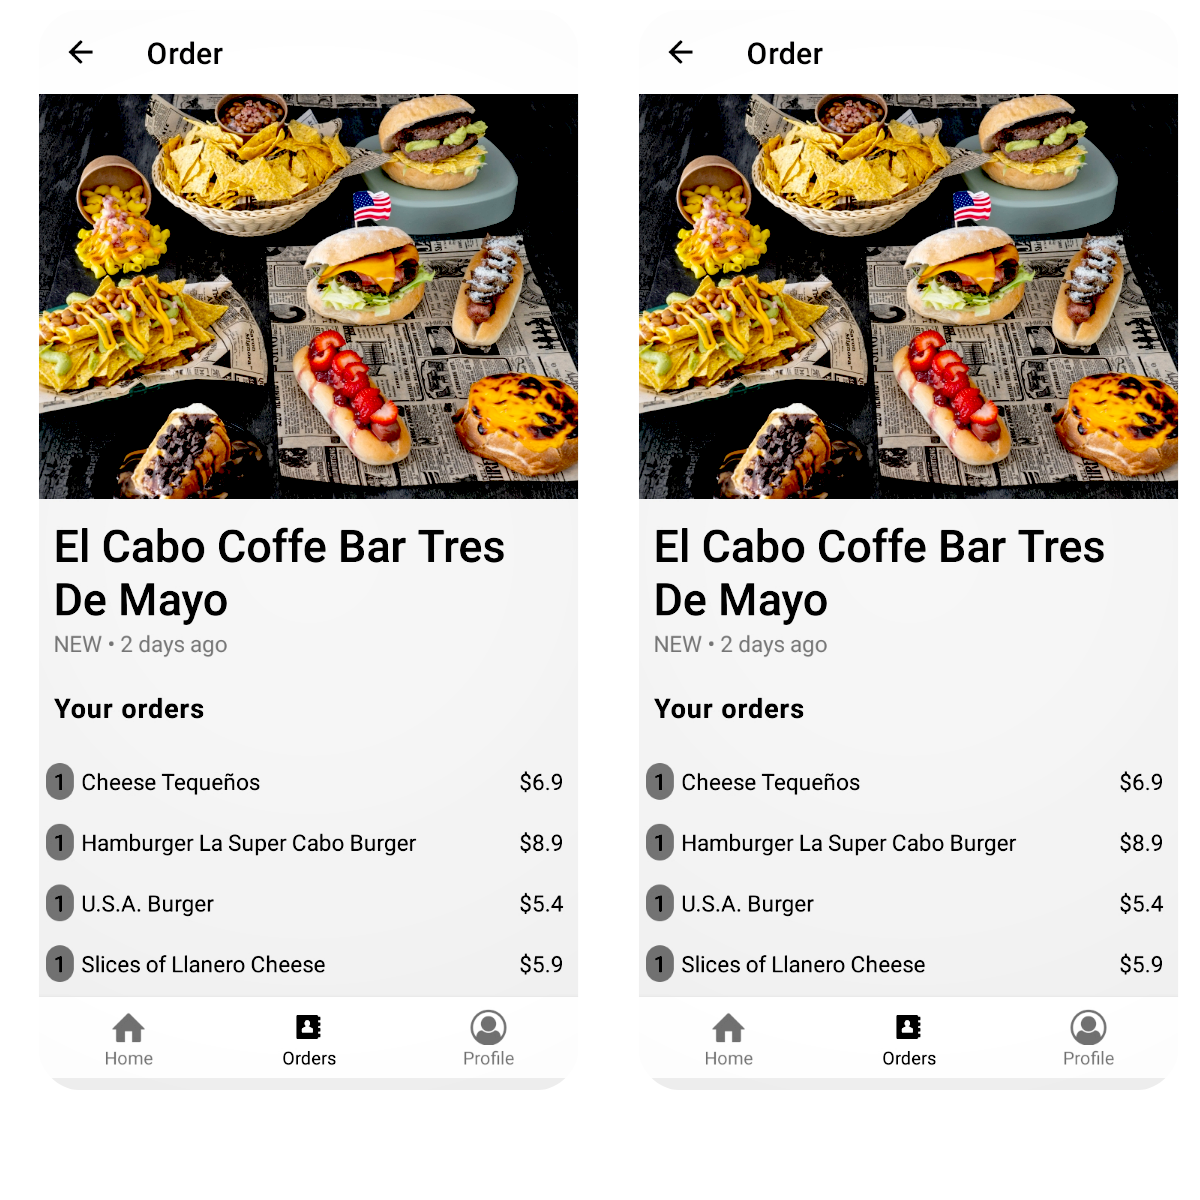 Order
El Cabo Coffe Bar Tres
De Mayo
NEW • 2 days ago
Your orders
1 Cheese Tequeños $6.9
1 Hamburger La Super Cabo Burger $8.9
1 U.S.A. Burger $5.4
1 Slices of Llanero Cheese $5.9
Home Orders Profile
Order
El Cabo Coffe Bar Tres
De Mayo
NEW • 2 days ago
Your orders
1 Cheese Tequeños $6.9
1 Hamburger La Super Cabo Burger $8.9
1 U.S.A. Burger $5.4
1 Slices of Llanero Cheese $5.9
Home Orders Profile